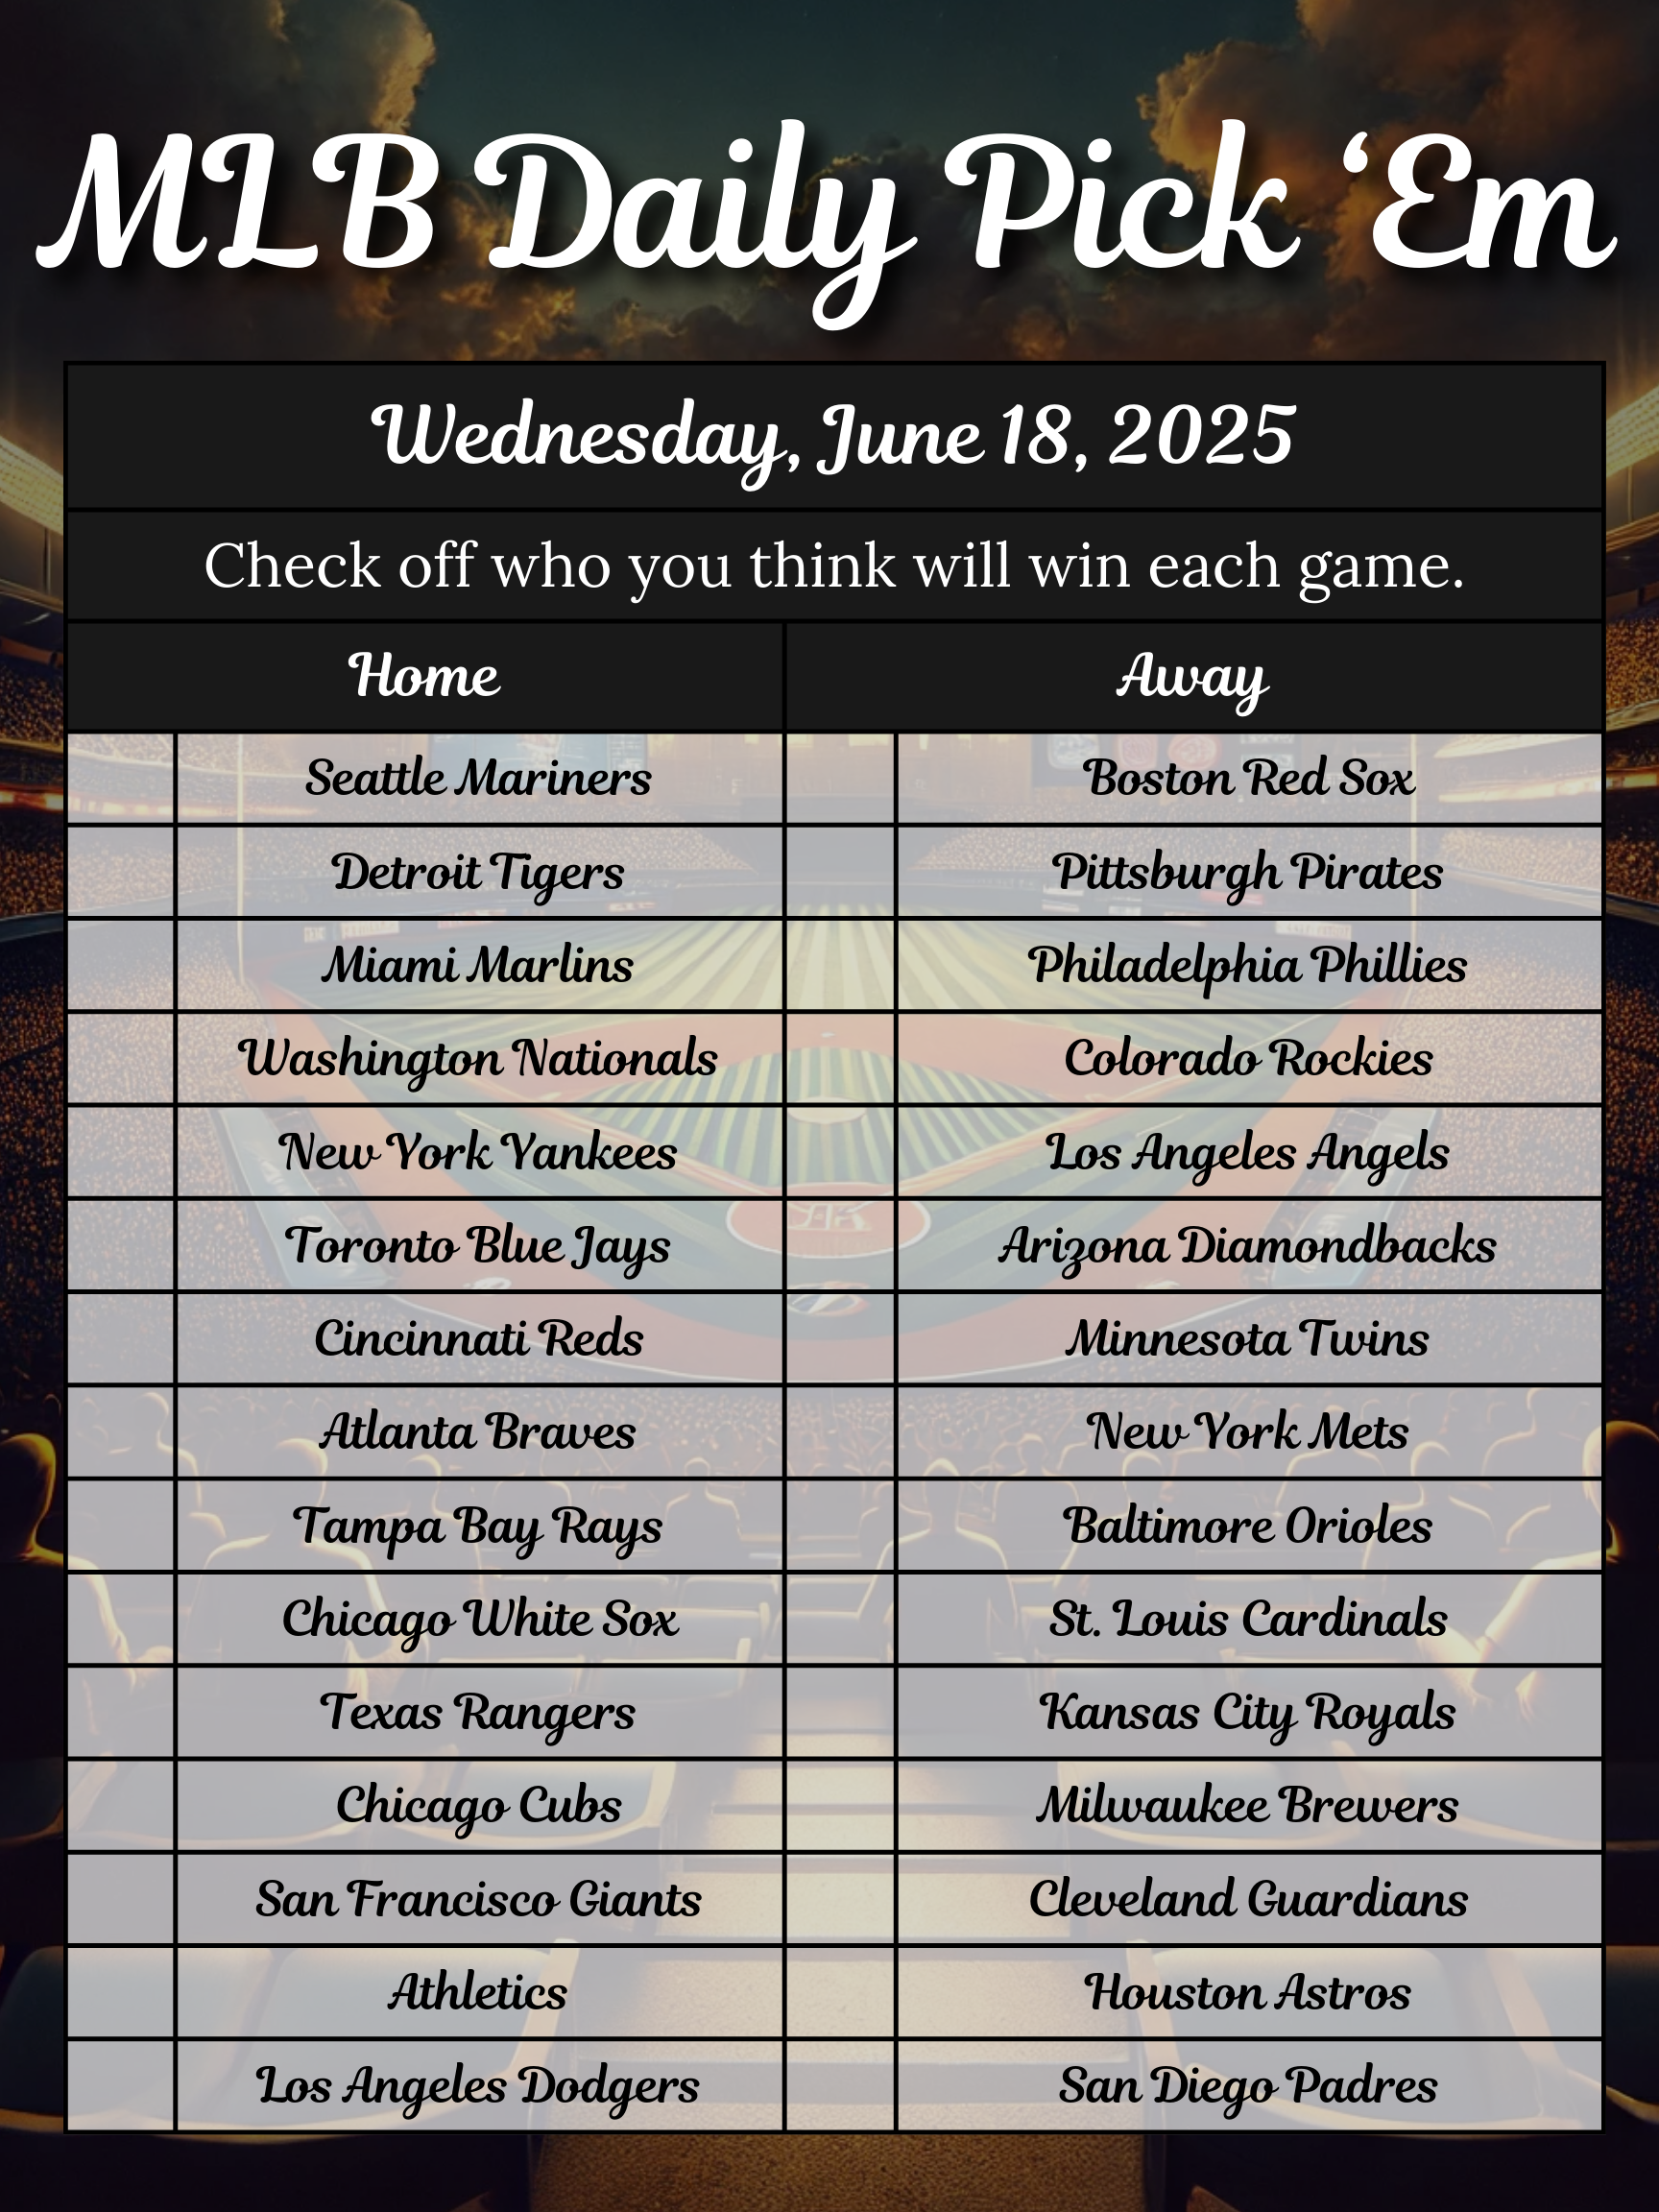 MLB Daily Pick ‘Em
Wednesday, June 18, 2025
Check off who you think will win each game.
Home Away
Seattle Mariners Boston Red Sox
Detroit Tigers Pittsburgh Pirates
Miami Marlins Philadelphia Phillies
Washington Nationals Colorado Rockies
New York Yankees Los Angeles Angels
Toronto Blue Jays Arizona Diamondbacks
Cincinnati Reds Minnesota Twins
Atlanta Braves New York Mets
Tampa Bay Rays Baltimore Orioles
Chicago White Sox St. Louis Cardinals
Texas Rangers Kansas City Royals
Chicago Cubs Milwaukee Brewers
San Francisco Giants Cleveland Guardians
Athletics Houston Astros
Los Angeles Dodgers San Diego Padres